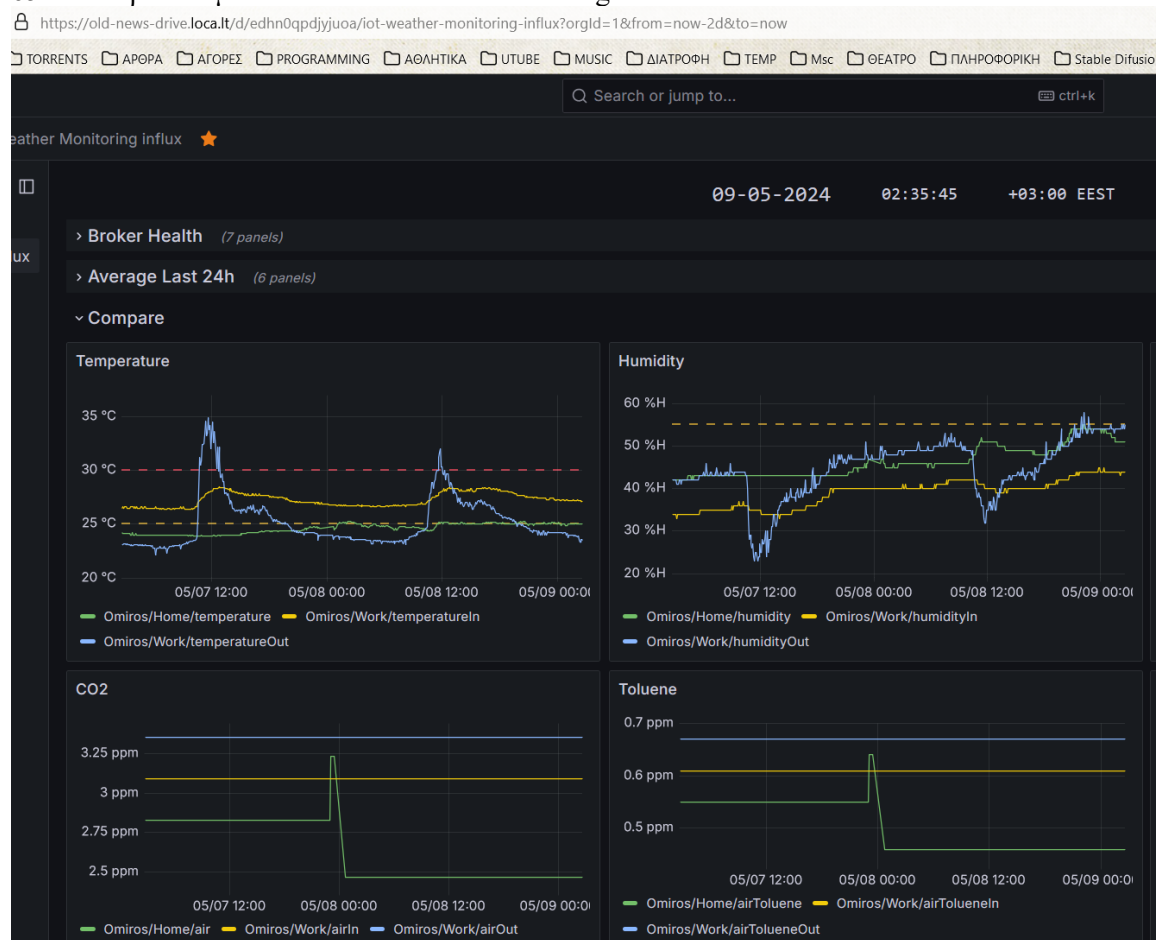 https://old-news-drive.loca.lt/d/edhn0qpdjyjuoa/iot-weather-monitoring-influx?orgId=1&from=now-2d&to=now
TORRENTS ΑΡΘΡΑ ΑΓΟΡΕΣ PROGRAMMING ΑΘΛΗΤΙΚΑ UTUBE MUSIC ΔΙΑΤΡΟΦΗ TEMP Msc ΘΕΑΤΡΟ ΠΛΗΡΟΦΟΡΙΚΗ Stable Difusio
Search or jump to... ctrl+k
eather Monitoring influx
09-05-2024 02:35:45 +03:00 EEST
Broker Health (7 panels)
ux
Average Last 24h (6 panels)
Compare
Temperature
35 °C
30 °C
25 °C
20 °C
05/07 12:00 05/08 00:00 05/08 12:00 05/09 00:00
Omiros/Home/temperature Omiros/Work/temperatureIn
Omiros/Work/temperatureOut
Humidity
60 %H
50 %H
40 %H
30 %H
20 %H
05/07 12:00 05/08 00:00 05/08 12:00 05/09 00:00
Omiros/Home/humidity Omiros/Work/humidityIn
Omiros/Work/humidityOut
CO2
3.25 ppm
3 ppm
2.75 ppm
2.5 ppm
05/07 12:00 05/08 00:00 05/08 12:00 05/09 00:00
Omiros/Home/air Omiros/Work/airIn Omiros/Work/airOut
Toluene
0.7 ppm
0.6 ppm
0.5 ppm
05/07 12:00 05/08 00:00 05/08 12:00 05/09 00:00
Omiros/Home/airToluene Omiros/Work/airTolueneIn
Omiros/Work/airTolueneOut